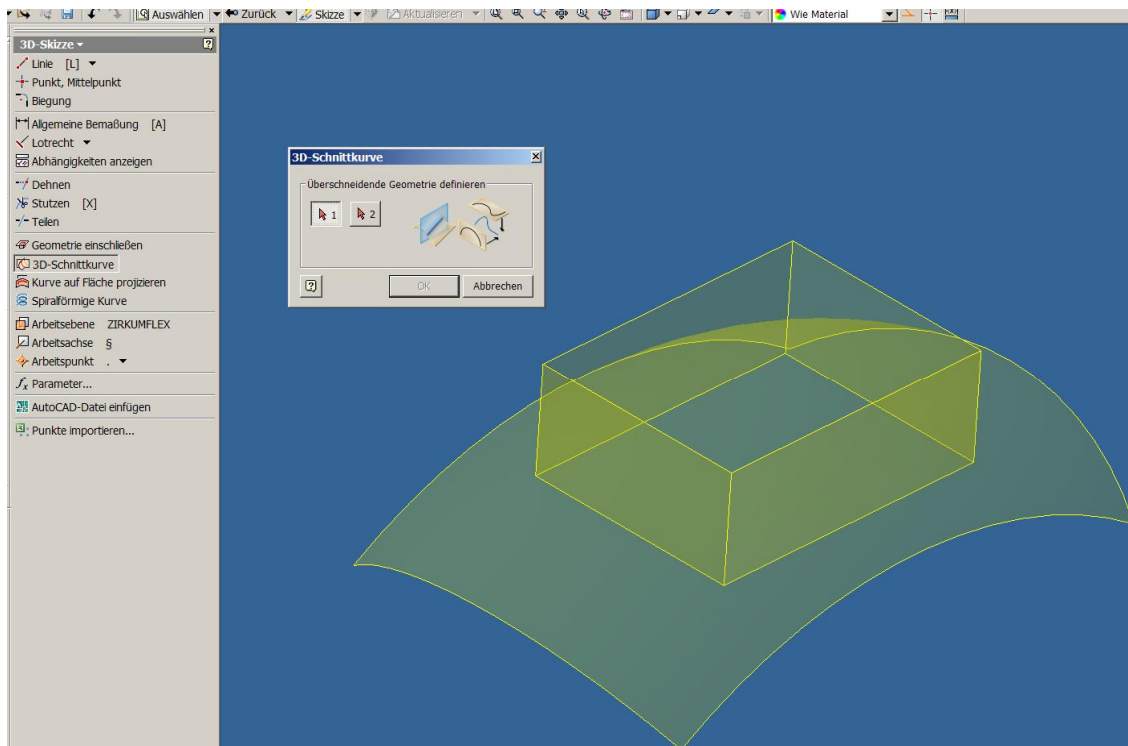 Auswählen Zurück Skizze Aktualisieren Wie Material
3D-Skizze
Linie [L]
Punkt, Mittelpunkt
Biegung
Allgemeine Bemaßung [A]
Lotrecht
Abhängigkeiten anzeigen
Dehnen
Stutzen [X]
Teilen
Geometrie einschließen
3D-Schnittkurve
Kurve auf Fläche projizieren
Spiralförmige Kurve
Arbeitsebene ZIRKUMFLEX
Arbeitsachse §
Arbeitspunkt .
fx Parameter...
AutoCAD-Datei einfügen
Punkte importieren...
3D-Schnittkurve
Überschneidende Geometrie definieren
1 2
OK Abbrechen